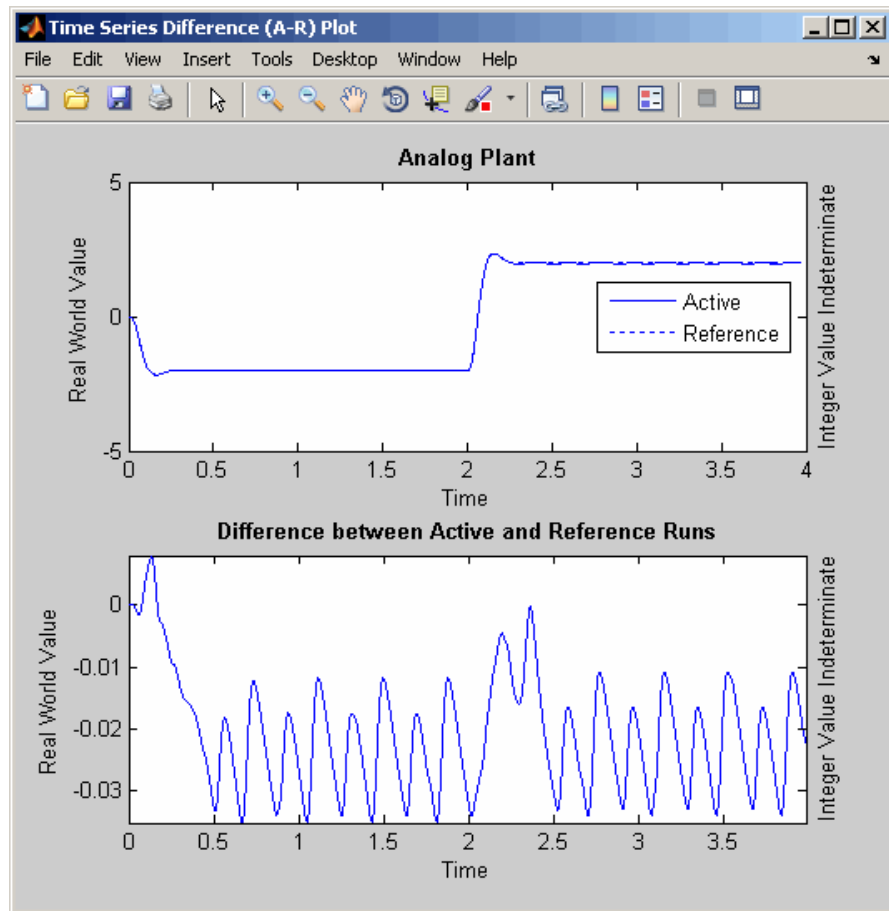 Time Series Difference (A-R) Plot
File Edit View Insert Tools Desktop Window Help
Analog Plant
5
0
-5
Real World Value
Integer Value Indeterminate
Active
Reference
0 0.5 1 1.5 2 2.5 3 3.5 4
Time
Difference between Active and Reference Runs
0
-0.01
-0.02
-0.03
Real World Value
Integer Value Indeterminate
0 0.5 1 1.5 2 2.5 3 3.5
Time